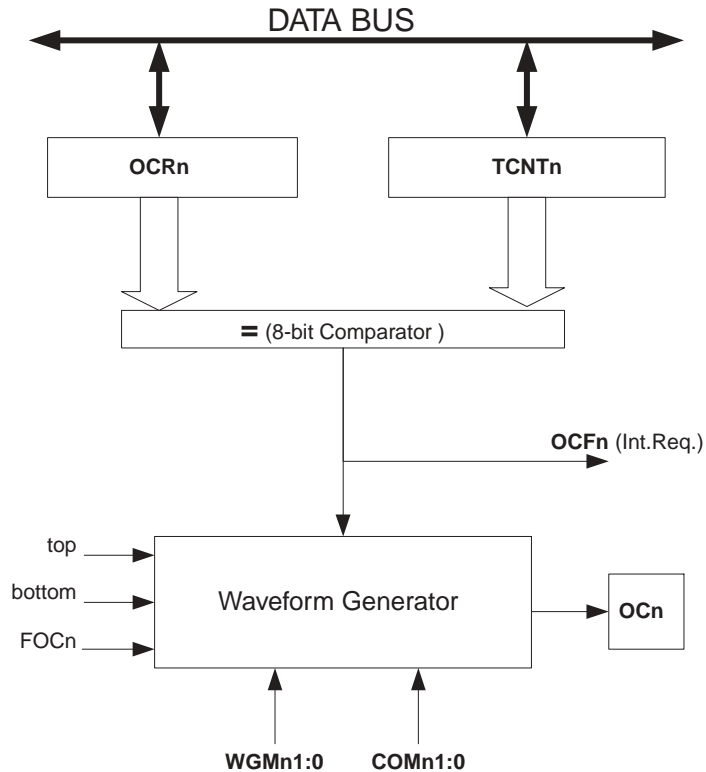 DATA BUS
OCRn
TCNTn
= (8-bit Comparator )
OCFn (Int.Req.)
top
bottom
FOCn
Waveform Generator
OCn
WGMn1:0
COMn1:0